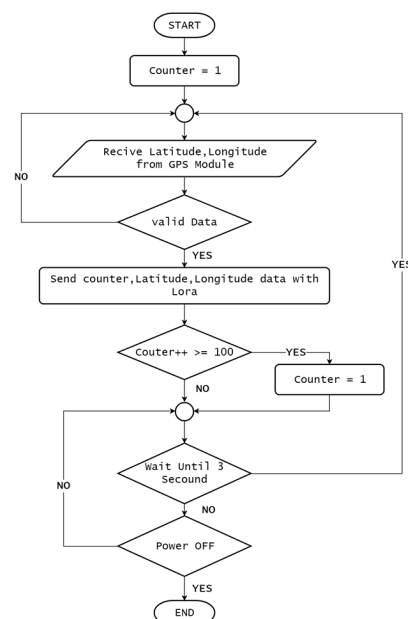 START
Counter = 1
Recive Latitude,Longitude
from GPS Module
NO
valid Data
YES
Send counter,Latitude,Longitude data with
Lora
YES
Couter++ >= 100
YES
NO
Counter = 1
Wait Until 3
Secound
NO
NO
Power OFF
YES
END